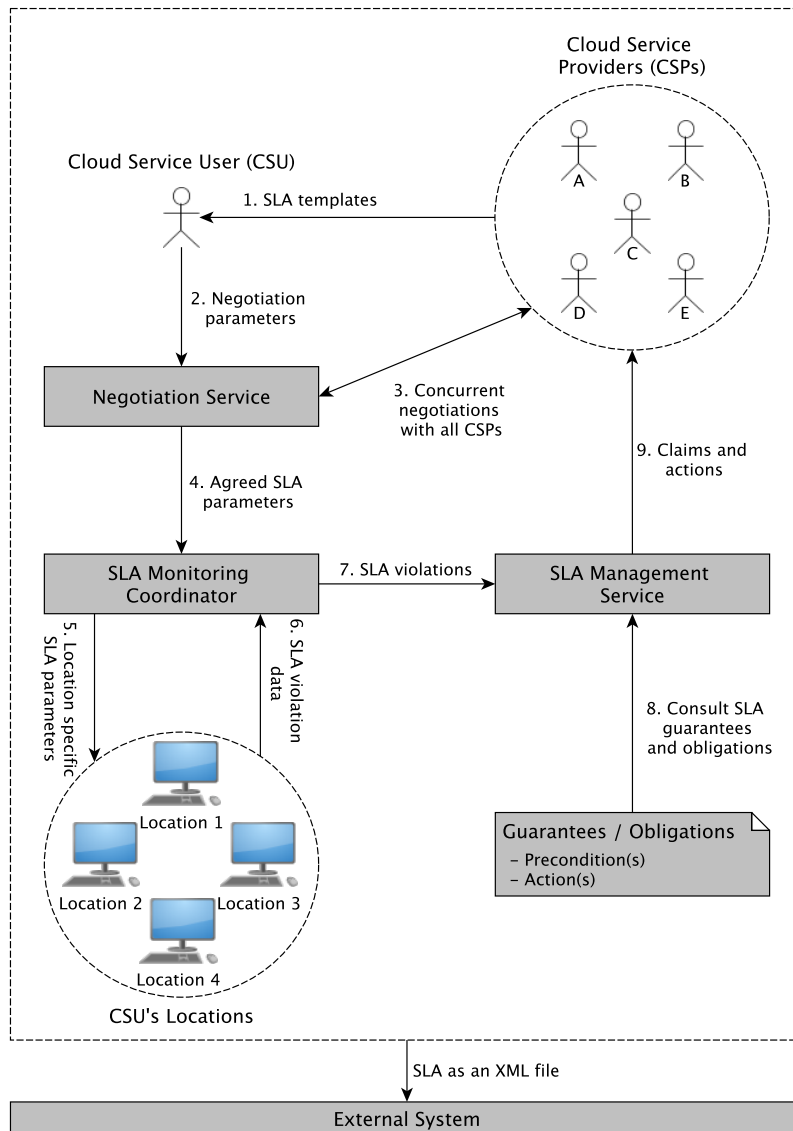 Cloud Service
Providers (CSPs)
A
B
C
D
E
Cloud Service User (CSU)
1. SLA templates
2. Negotiation
parameters
Negotiation Service
3. Concurrent
negotiations
with all CSPs
4. Agreed SLA
parameters
9. Claims and
actions
SLA Monitoring
Coordinator
7. SLA violations
SLA Management
Service
5. Location specific
SLA parameters
6. SLA violation
data
8. Consult SLA
guarantees
and obligations
Location 1
Location 2
Location 3
Location 4
CSU's Locations
Guarantees / Obligations
– Precondition(s)
– Action(s)
SLA as an XML file
External System